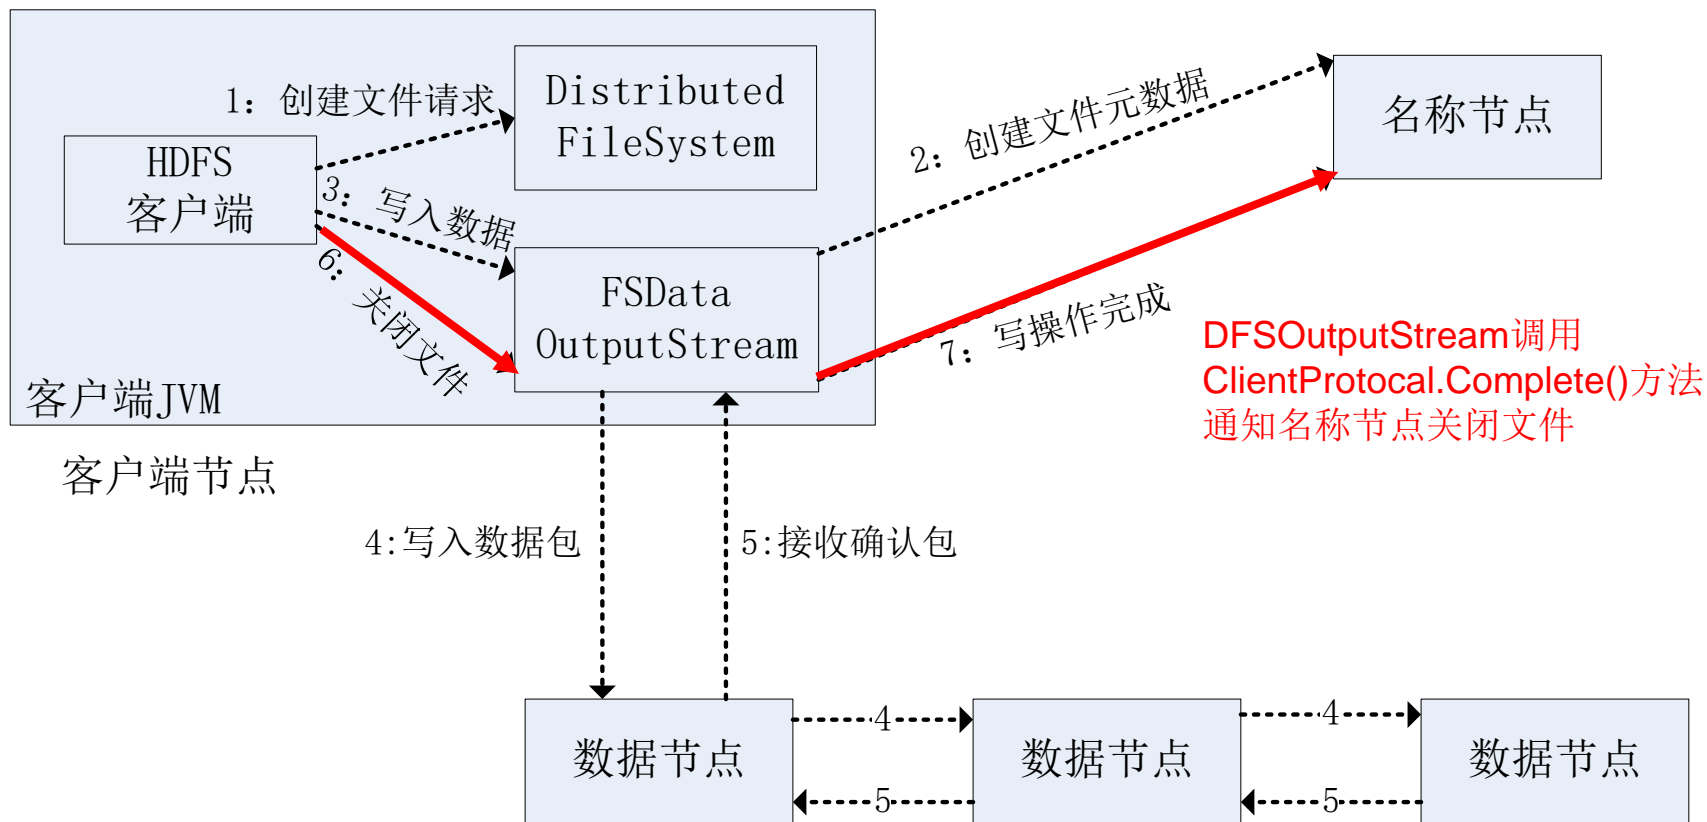 1：创建文件请求
Distributed
FileSystem
HDFS
客户端
3：写入数据
6：关闭文件
FSData
OutputStream
客户端JVM
客户端节点
2：创建文件元数据
名称节点
7：写操作完成
DFSOutputStream调用
ClientProtocal.Complete()方法
通知名称节点关闭文件
4:写入数据包
5:接收确认包
数据节点
4
5
数据节点
4
5
数据节点